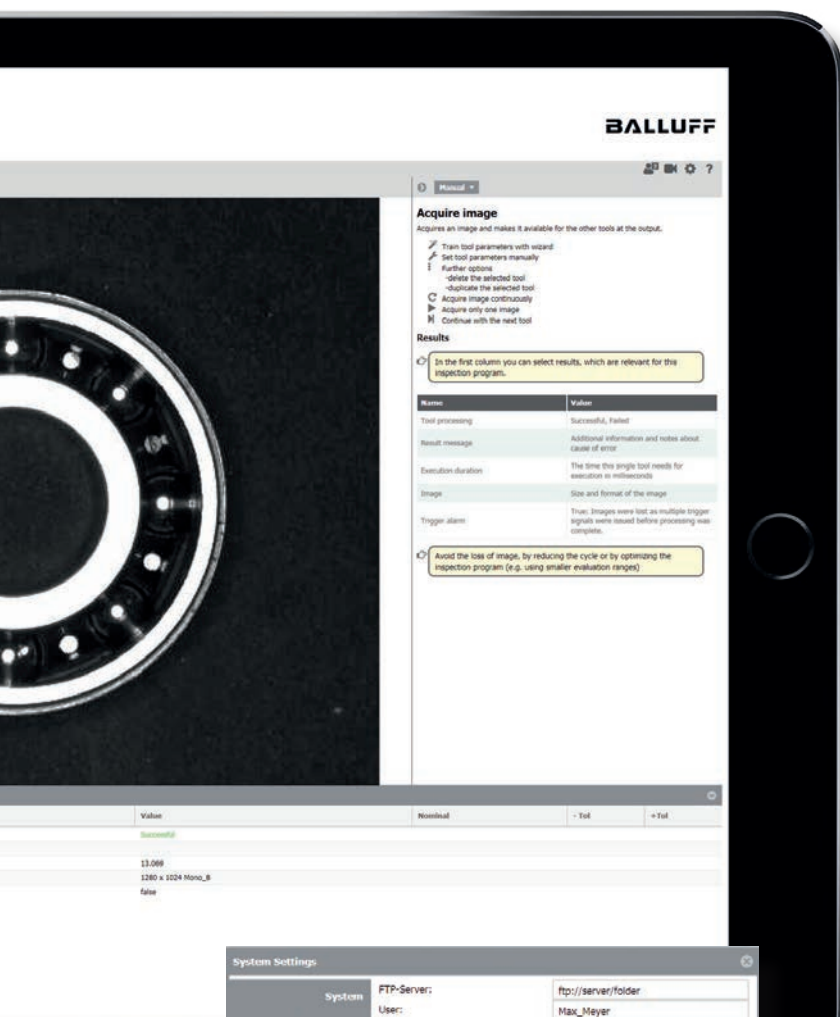 BALLUFF
Manual
?
Acquire image
Acquires an image and makes it available for the other tools at the output.
Train tool parameters with wizard
Set tool parameters manually
Further options
-delete the selected tool
-duplicate the selected tool
Acquire image continuously
Acquire only one image
Continue with the next tool
Results
In the first column you can select results, which are relevant for this
inspection program.
Name Value
Tool processing Successful, Failed
Result message Additional information and notes about
cause of error
Execution duration The time this single tool needs for
execution in milliseconds
Image Size and format of the image
Trigger alarm True: Images were lost as multiple trigger
signals were issued before processing was
complete.
Avoid the loss of image, by reducing the cycle or by optimizing the
inspection program (e.g. using smaller evaluation ranges)
Value Nominal - Tol +Tol
Successful
13.069
1280 x 1024 Mono_8
false
System Settings
System FTP-Server: ftp://server/folder
User: Max_Meyer